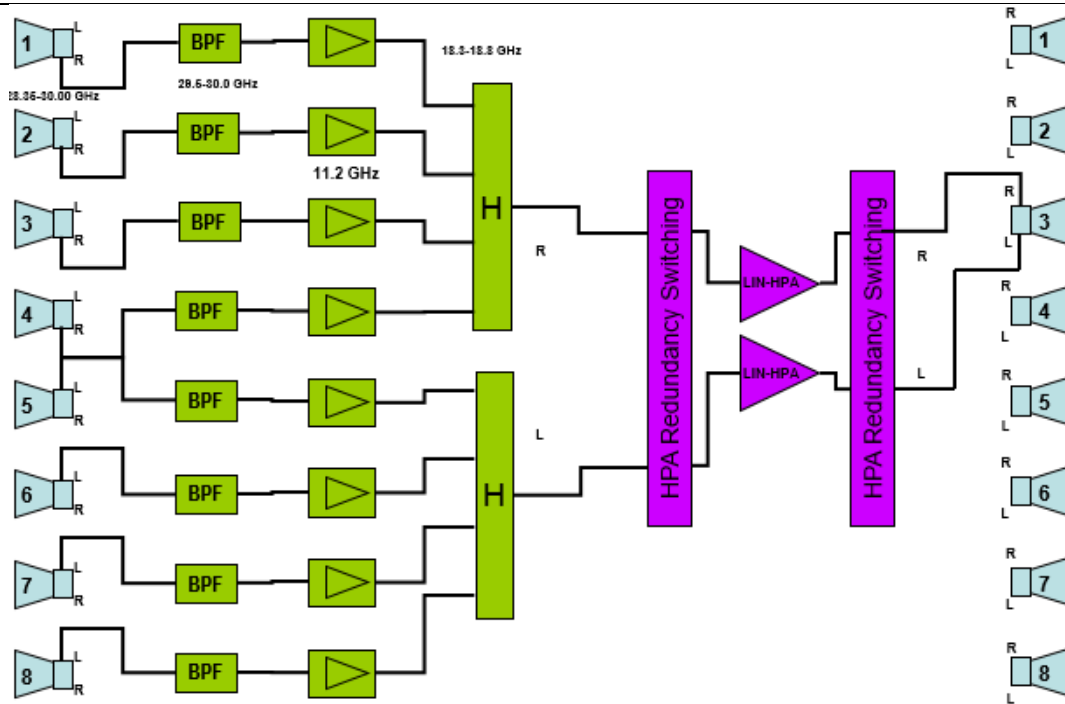 L
1
R
BPF
18.3-18.8 GHz
R
1
L
29.5-30.0 GHz
28.35-30.00 GHz
L
2
R
BPF
R
2
L
11.2 GHz
L
3
R
BPF
H
R
HPA Redundancy Switching
LIN-HPA
HPA Redundancy Switching
R
R
3
L
L
4
R
BPF
R
4
L
L
5
R
BPF
H
L
LIN-HPA
L
R
5
L
L
6
R
BPF
R
6
L
L
7
R
BPF
R
7
L
L
8
R
BPF
R
8
L